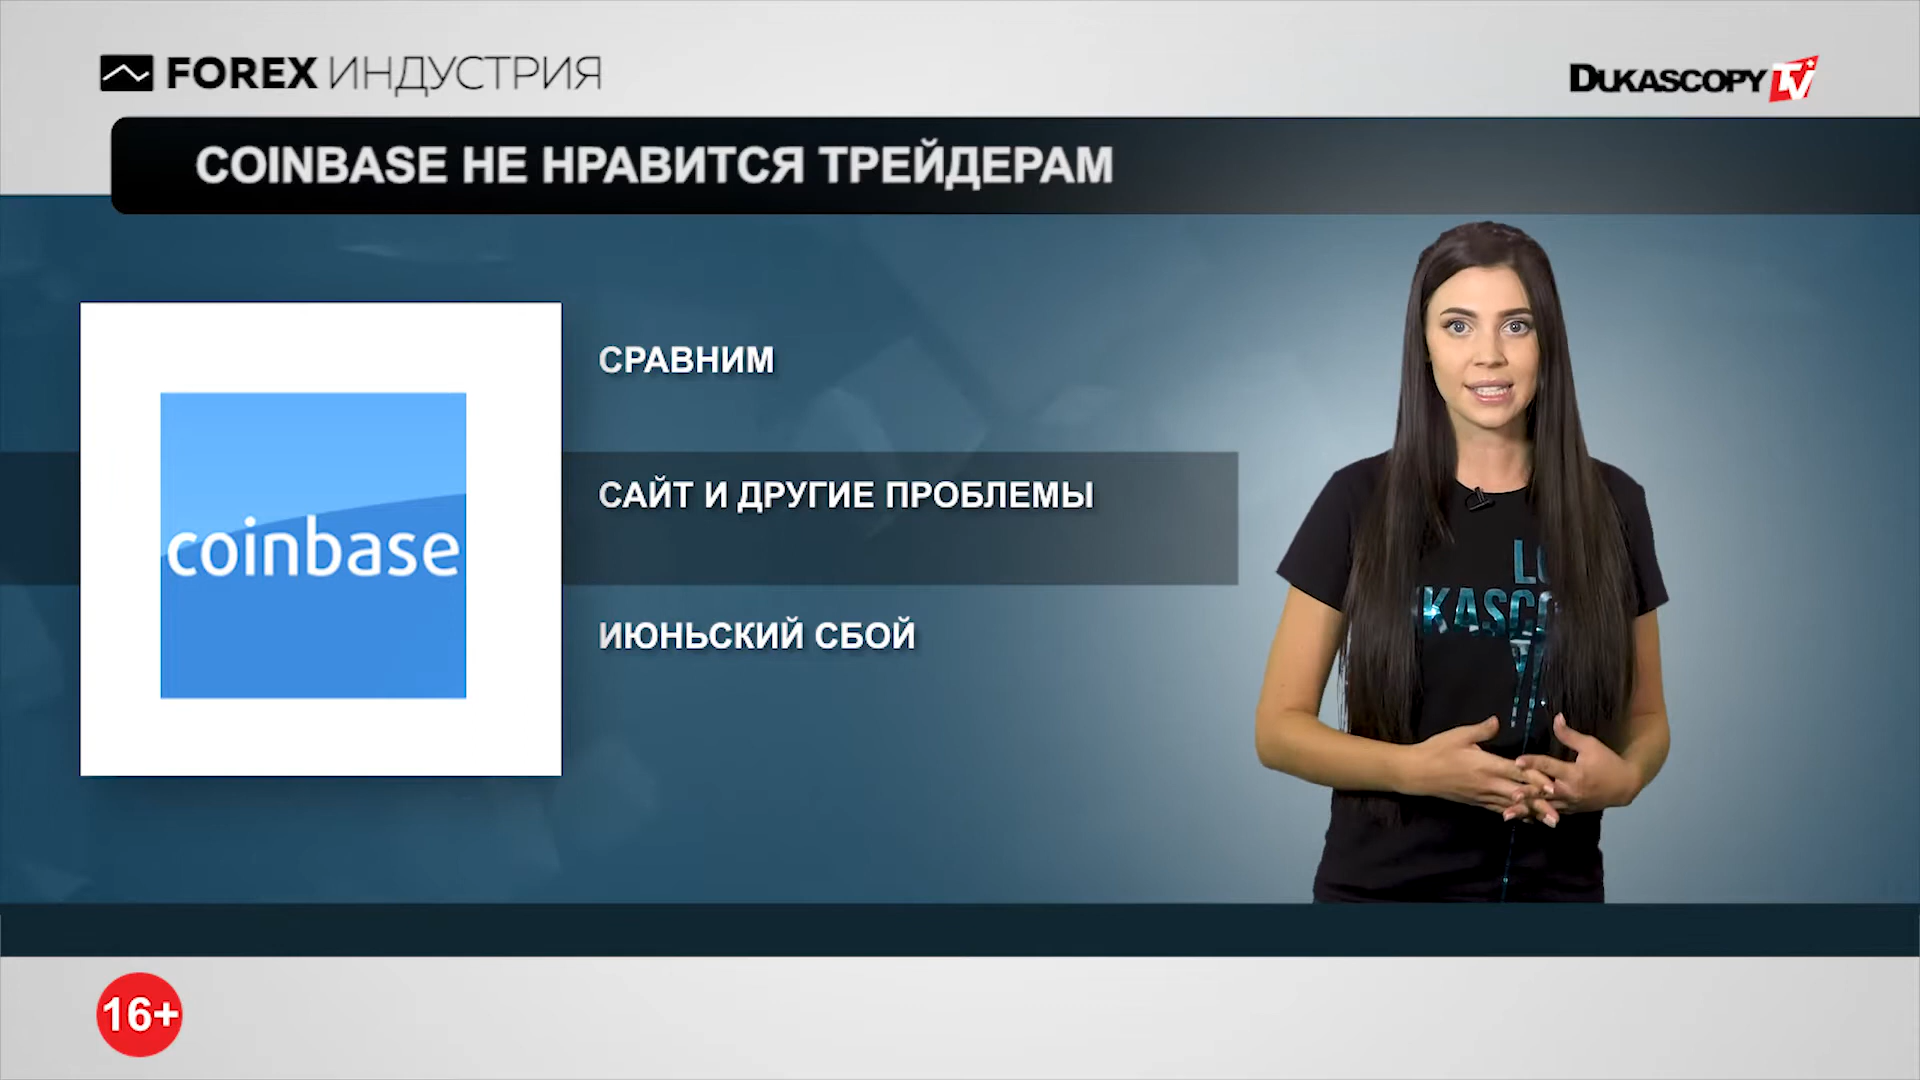 FOREX ИНДУСТРИЯ
DUKASCOPY TV
COINBASE НЕ НРАВИТСЯ ТРЕЙДЕРАМ
coinbase
СРАВНИМ
САЙТ И ДРУГИЕ ПРОБЛЕМЫ
ИЮНЬСКИЙ СБОЙ
16+